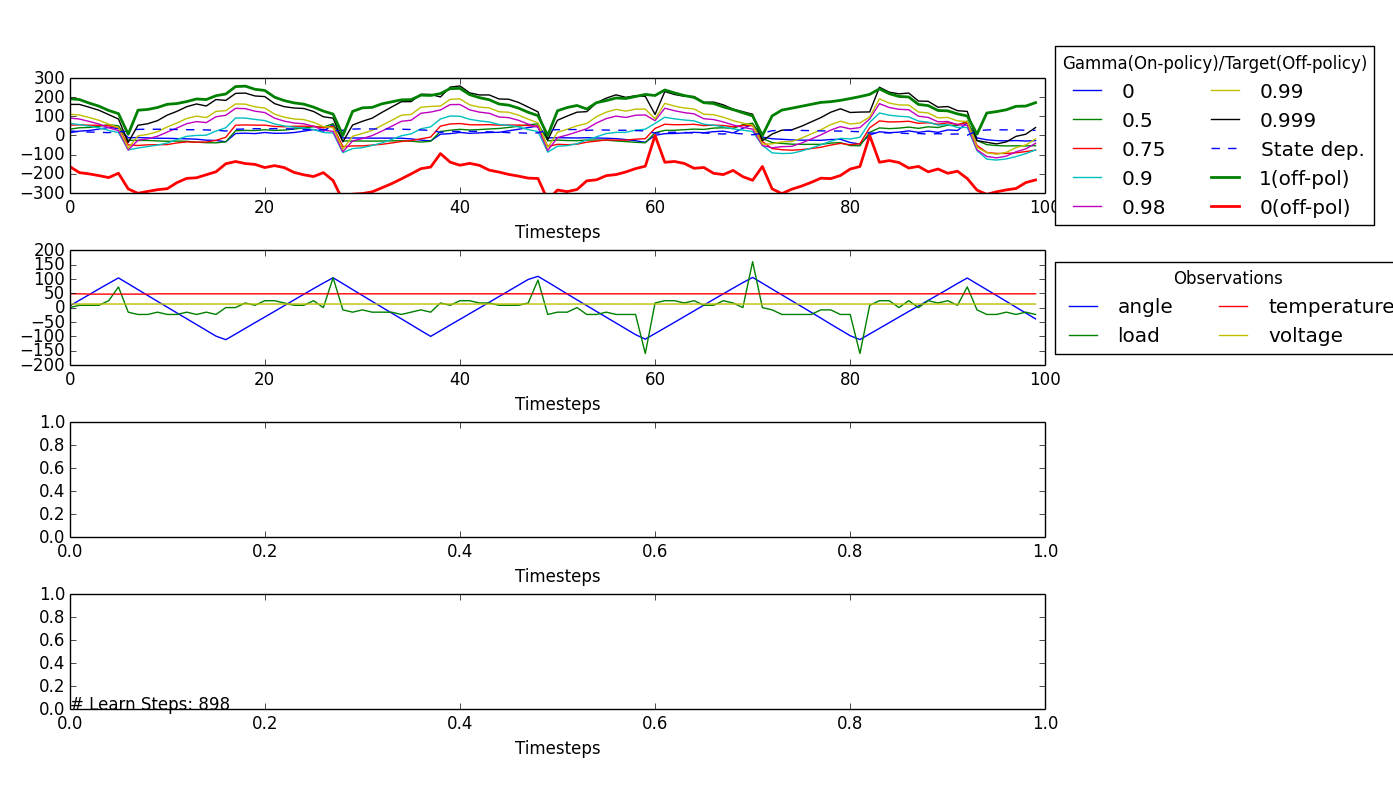 Gamma(On-policy)/Target(Off-policy)
0 0.99
0.5 0.999
0.75 State dep.
0.9 1(off-pol)
0.98 0(off-pol)
300
200
100
0
−100
−200
−300
0 20 40 60 80 100
Timesteps
Observations
angle temperature
load voltage
200
150
100
50
0
−50
−100
−150
−200
0 20 40 60 80 100
Timesteps
1.0
0.8
0.6
0.4
0.2
0.0
0.0 0.2 0.4 0.6 0.8 1.0
Timesteps
1.0
0.8
0.6
0.4
0.2
0.0
# Learn Steps: 898
0.0 0.2 0.4 0.6 0.8 1.0
Timesteps